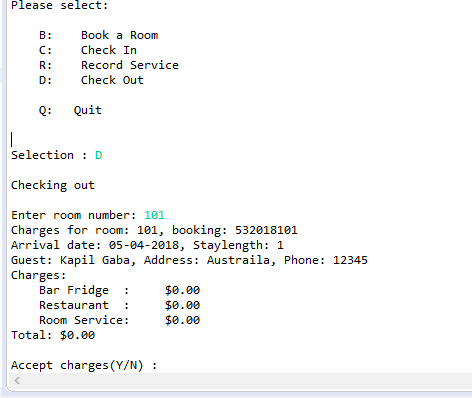 Please select:
B: Book a Room
C: Check In
R: Record Service
D: Check Out
Q: Quit
Selection : D
Checking out
Enter room number: 101
Charges for room: 101, booking: 532018101
Arrival date: 05-04-2018, Staylength: 1
Guest: Kapil Gaba, Address: Austraila, Phone: 12345
Charges:
Bar Fridge : $0.00
Restaurant : $0.00
Room Service: $0.00
Total: $0.00
Accept charges(Y/N) :